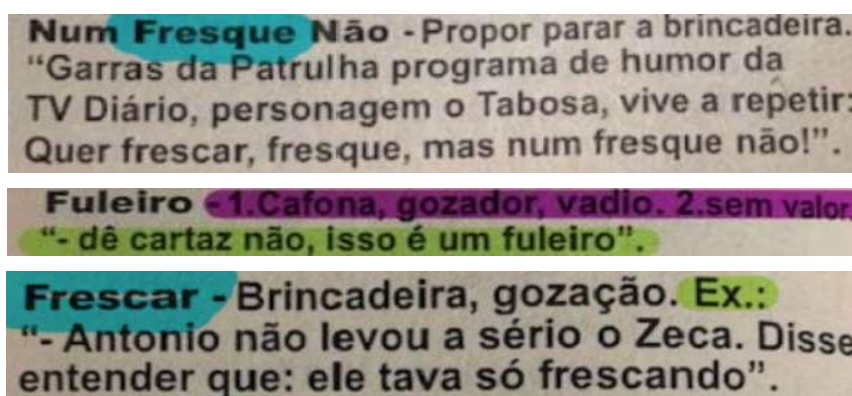 Num Fresque Não - Propor parar a brincadeira.
“Garras da Patrulha programa de humor da
TV Diário, personagem o Tabosa, vive a repetir:
Quer frescar, fresque, mas num fresque não!”.
Fuleiro - 1.Cafona, gozador, vadio. 2.sem valor.
“- dê cartaz não, isso é um fuleiro”.
Frescar - Brincadeira, gozação. Ex.:
“- Antonio não levou a sério o Zeca. Disse
entender que: ele tava só frescando”.